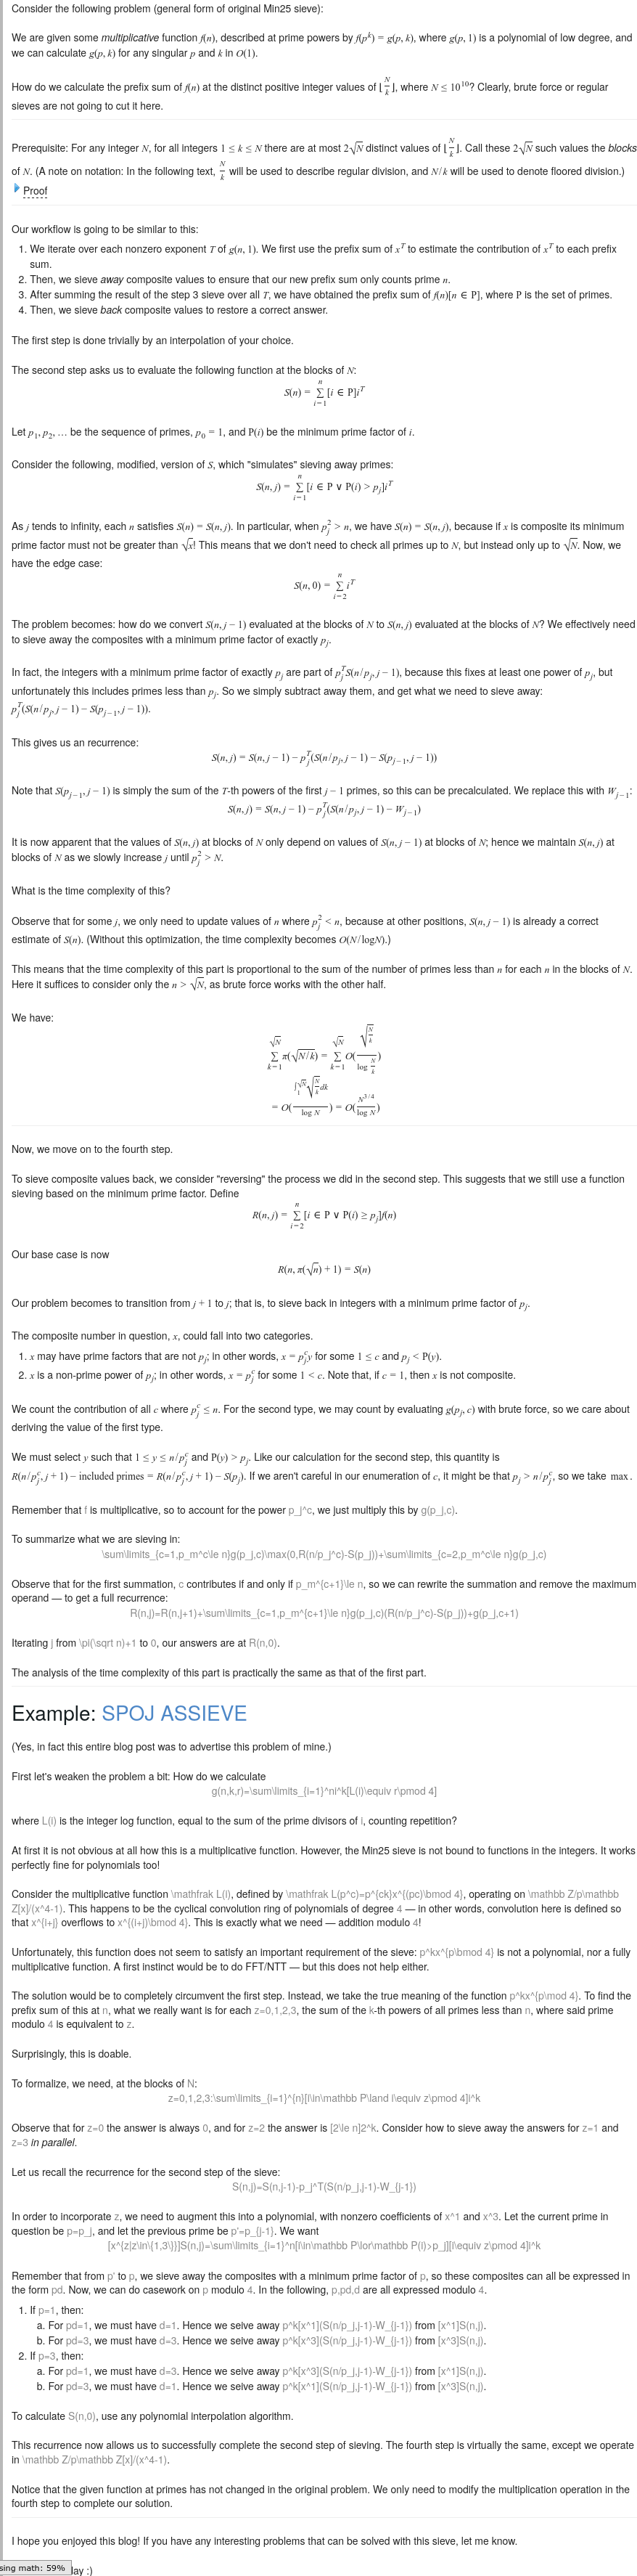 Consider the following problem (general form of original Min25 sieve):
We are given some multiplicative function f(n), described at prime powers by f(p^k) = g(p, k), where g(p, 1) is a polynomial of low degree, and
we can calculate g(p, k) for any singular p and k in O(1).
How do we calculate the prefix sum of f(n) at the distinct positive integer values of ⌊N/k⌋, where N ≤ 10^10? Clearly, brute force or regular
sieves are not going to cut it here.
Prerequisite: For any integer N, for all integers 1 ≤ k ≤ N there are at most 2√N distinct values of ⌊N/k⌋. Call these 2√N such values the blocks
of N. (A note on notation: In the following text, N/k will be used to describe regular division, and N/k will be used to denote floored division.)
Proof
Our workflow is going to be similar to this:
1. We iterate over each nonzero exponent T of g(n, 1). We first use the prefix sum of x^T to estimate the contribution of x^T to each prefix
sum.
2. Then, we sieve away composite values to ensure that our new prefix sum only counts prime n.
3. After summing the result of the step 3 sieve over all T, we have obtained the prefix sum of f(n)[n ∈ P], where P is the set of primes.
4. Then, we sieve back composite values to restore a correct answer.
The first step is done trivially by an interpolation of your choice.
The second step asks us to evaluate the following function at the blocks of N:
S(n) = ∑_{i=1}^{n} [i ∈ P]i^T
Let p_1, p_2, … be the sequence of primes, p_0 = 1, and P(i) be the minimum prime factor of i.
Consider the following, modified, version of S, which "simulates" sieving away primes:
S(n, j) = ∑_{i=1}^{n} [i ∈ P ∨ P(i) > p_j]i^T
As j tends to infinity, each n satisfies S(n) = S(n, j). In particular, when p_j^2 > n, we have S(n) = S(n, j), because if x is composite its minimum
prime factor must not be greater than √x! This means that we don't need to check all primes up to N, but instead only up to √N. Now, we
have the edge case:
S(n, 0) = ∑_{i=2}^{n} i^T
The problem becomes: how do we convert S(n, j − 1) evaluated at the blocks of N to S(n, j) evaluated at the blocks of N? We effectively need
to sieve away the composites with a minimum prime factor of exactly p_j.
In fact, the integers with a minimum prime factor of exactly p_j are part of p_j^T S(n/p_j, j − 1), because this fixes at least one power of p_j, but
unfortunately this includes primes less than p_j. So we simply subtract away them, and get what we need to sieve away:
p_j^T(S(n/p_j, j − 1) − S(p_{j−1}, j − 1)).
This gives us an recurrence:
S(n, j) = S(n, j − 1) − p_j^T(S(n/p_j, j − 1) − S(p_{j−1}, j − 1))
Note that S(p_{j−1}, j − 1) is simply the sum of the T-th powers of the first j − 1 primes, so this can be precalculated. We replace this with W_{j−1}:
S(n, j) = S(n, j − 1) − p_j^T(S(n/p_j, j − 1) − W_{j−1})
It is now apparent that the values of S(n, j) at blocks of N only depend on values of S(n, j − 1) at blocks of N; hence we maintain S(n, j) at
blocks of N as we slowly increase j until p_j^2 > N.
What is the time complexity of this?
Observe that for some j, we only need to update values of n where p_j^2 < n, because at other positions, S(n, j − 1) is already a correct
estimate of S(n). (Without this optimization, the time complexity becomes O(N/logN).)
This means that the time complexity of this part is proportional to the sum of the number of primes less than n for each n in the blocks of N.
Here it suffices to consider only the n > √N, as brute force works with the other half.
We have:
∑_{k=1}^{√N} π(√(N/k)) = ∑_{k=1}^{√N} O(√(N/k) / log(N/k))
= O(∫_1^{√N} √(N/k) dk / log N) = O(N^{3/4} / log N)
Now, we move on to the fourth step.
To sieve composite values back, we consider "reversing" the process we did in the second step. This suggests that we still use a function
sieving based on the minimum prime factor. Define
R(n, j) = ∑_{i=2}^{n} [i ∈ P ∨ P(i) ≥ p_j]f(n)
Our base case is now
R(n, π(√n) + 1) = S(n)
Our problem becomes to transition from j + 1 to j; that is, to sieve back in integers with a minimum prime factor of p_j.
The composite number in question, x, could fall into two categories.
1. x may have prime factors that are not p_j; in other words, x = p_j^c y for some 1 ≤ c and p_j < P(y).
2. x is a non-prime power of p_j; in other words, x = p_j^c for some 1 < c. Note that, if c = 1, then x is not composite.
We count the contribution of all c where p_j^c ≤ n. For the second type, we may count by evaluating g(p_j, c) with brute force, so we care about
deriving the value of the first type.
We must select y such that 1 ≤ y ≤ n/p_j^c and P(y) > p_j. Like our calculation for the second step, this quantity is
R(n/p_j^c, j + 1) − included primes = R(n/p_j^c, j + 1) − S(p_j). If we aren't careful in our enumeration of c, it might be that p_j > n/p_j^c, so we take max.
Remember that f is multiplicative, so to account for the power p_j^c, we just multiply this by g(p_j,c).
To summarize what we are sieving in:
\sum\limits_{c=1,p_m^c\le n}g(p_j,c)\max(0,R(n/p_j^c)-S(p_j))+\sum\limits_{c=2,p_m^c\le n}g(p_j,c)
Observe that for the first summation, c contributes if and only if p_m^{c+1}\le n, so we can rewrite the summation and remove the maximum
operand — to get a full recurrence:
R(n,j)=R(n,j+1)+\sum\limits_{c=1,p_m^{c+1}\le n}g(p_j,c)(R(n/p_j^c)-S(p_j))+g(p_j,c+1)
Iterating j from \pi(\sqrt n)+1 to 0, our answers are at R(n,0).
The analysis of the time complexity of this part is practically the same as that of the first part.
Example: SPOJ ASSIEVE
(Yes, in fact this entire blog post was to advertise this problem of mine.)
First let's weaken the problem a bit: How do we calculate
g(n,k,r)=\sum\limits_{i=1}^ni^k[L(i)\equiv r\pmod 4]
where L(i) is the integer log function, equal to the sum of the prime divisors of i, counting repetition?
At first it is not obvious at all how this is a multiplicative function. However, the Min25 sieve is not bound to functions in the integers. It works
perfectly fine for polynomials too!
Consider the multiplicative function \mathfrak L(i), defined by \mathfrak L(p^c)=p^{ck}x^{(pc)\bmod 4}, operating on \mathbb Z/p\mathbb
Z[x]/(x^4-1). This happens to be the cyclical convolution ring of polynomials of degree 4 — in other words, convolution here is defined so
that x^{i+j} overflows to x^{(i+j)\bmod 4}. This is exactly what we need — addition modulo 4!
Unfortunately, this function does not seem to satisfy an important requirement of the sieve: p^kx^{p\bmod 4} is not a polynomial, nor a fully
multiplicative function. A first instinct would be to do FFT/NTT — but this does not help either.
The solution would be to completely circumvent the first step. Instead, we take the true meaning of the function p^kx^{p\mod 4}. To find the
prefix sum of this at n, what we really want is for each z=0,1,2,3, the sum of the k-th powers of all primes less than n, where said prime
modulo 4 is equivalent to z.
Surprisingly, this is doable.
To formalize, we need, at the blocks of N:
z=0,1,2,3:\sum\limits_{i=1}^{n}[i\in\mathbb P\land i\equiv z\pmod 4]i^k
Observe that for z=0 the answer is always 0, and for z=2 the answer is [2\le n]2^k. Consider how to sieve away the answers for z=1 and
z=3 in parallel.
Let us recall the recurrence for the second step of the sieve:
S(n,j)=S(n,j-1)-p_j^T(S(n/p_j,j-1)-W_{j-1})
In order to incorporate z, we need to augment this into a polynomial, with nonzero coefficients of x^1 and x^3. Let the current prime in
question be p=p_j, and let the previous prime be p'=p_{j-1}. We want
[x^{z|z\in\{1,3\}}]S(n,j)=\sum\limits_{i=1}^n[i\in\mathbb P\lor\mathbb P(i)>p_j][i\equiv z\pmod 4]i^k
Remember that from p' to p, we sieve away the composites with a minimum prime factor of p, so these composites can all be expressed in
the form pd. Now, we can do casework on p modulo 4. In the following, p,pd,d are all expressed modulo 4.
1. If p=1, then:
a. For pd=1, we must have d=1. Hence we seive away p^k[x^1](S(n/p_j,j-1)-W_{j-1}) from [x^1]S(n,j).
b. For pd=3, we must have d=3. Hence we seive away p^k[x^3](S(n/p_j,j-1)-W_{j-1}) from [x^3]S(n,j).
2. If p=3, then:
a. For pd=1, we must have d=3. Hence we seive away p^k[x^3](S(n/p_j,j-1)-W_{j-1}) from [x^1]S(n,j).
b. For pd=3, we must have d=1. Hence we seive away p^k[x^1](S(n/p_j,j-1)-W_{j-1}) from [x^3]S(n,j).
To calculate S(n,0), use any polynomial interpolation algorithm.
This recurrence now allows us to successfully complete the second step of sieving. The fourth step is virtually the same, except we operate
in \mathbb Z/p\mathbb Z[x]/(x^4-1).
Notice that the given function at primes has not changed in the original problem. We only need to modify the multiplication operation in the
fourth step to complete our solution.
I hope you enjoyed this blog! If you have any interesting problems that can be solved with this sieve, let me know.
sing math: 59%
ay :)